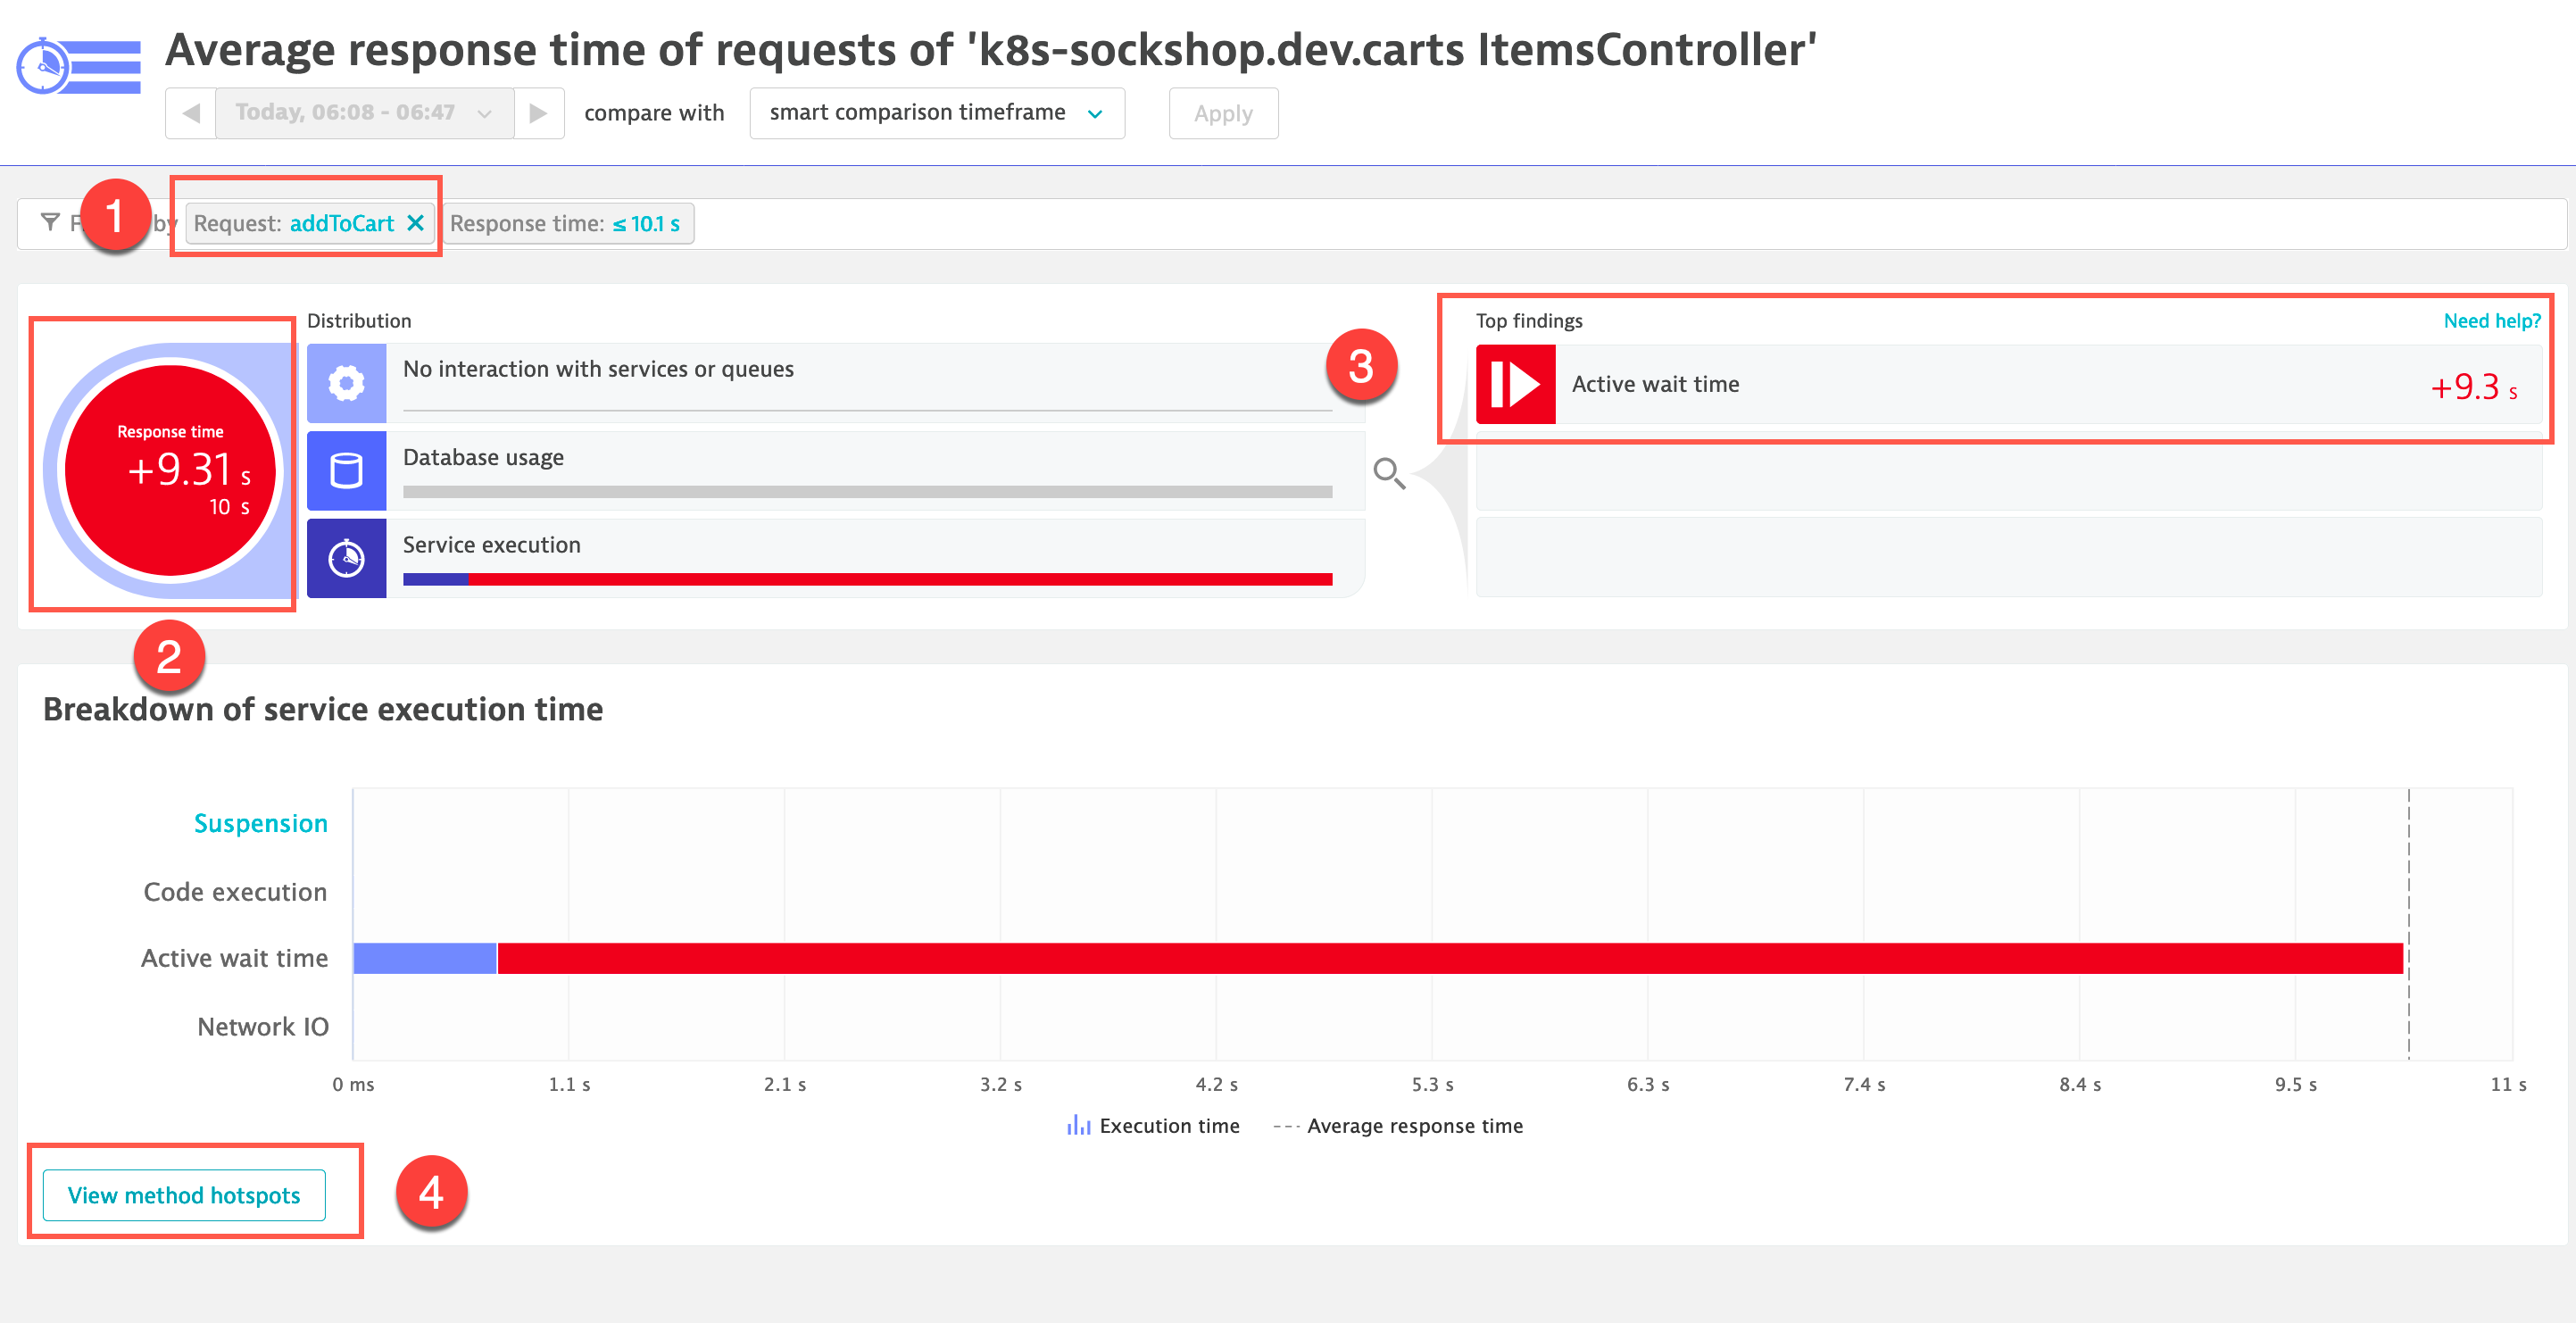 Average response time of requests of 'k8s-sockshop.dev.carts ItemsController'
Today, 06:08 - 06:47 compare with smart comparison timeframe Apply
1 by Request: addToCart Response time: ≤ 10.1 s
Distribution
Top findings Need help?
No interaction with services or queues
3
Active wait time +9.3 s
Response time
+9.31 s
10 s
Database usage
Service execution
2
Breakdown of service execution time
Suspension
Code execution
Active wait time
Network IO
0 ms 1.1 s 2.1 s 3.2 s 4.2 s 5.3 s 6.3 s 7.4 s 8.4 s 9.5 s 11 s
Execution time Average response time
View method hotspots
4